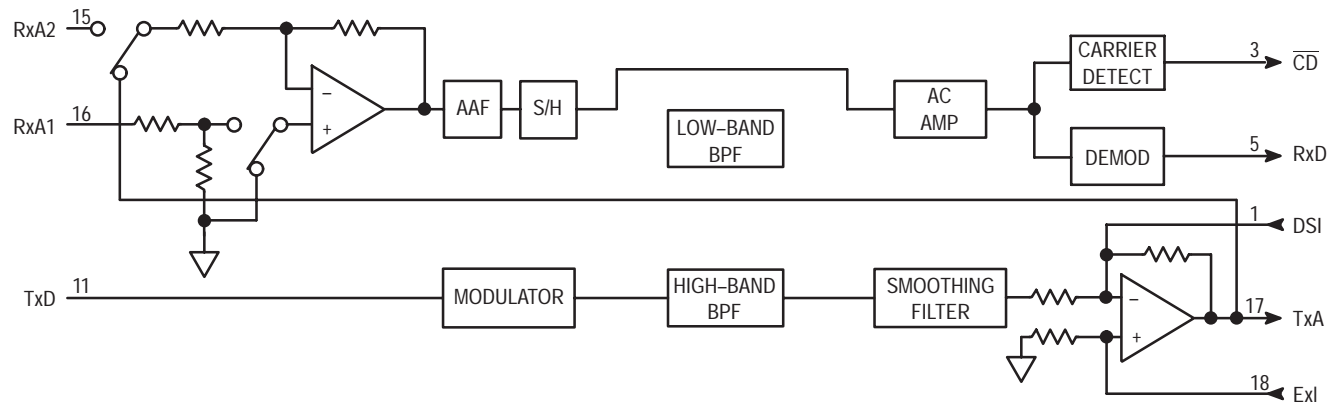 RxA2 15
RxA1 16
−
+
AAF
S/H
LOW–BAND
BPF
AC
AMP
CARRIER
DETECT
3 CD
DEMOD
5 RxD
1 DSI
TxD 11
MODULATOR
HIGH–BAND
BPF
SMOOTHING
FILTER
−
+
17 TxA
18 ExI